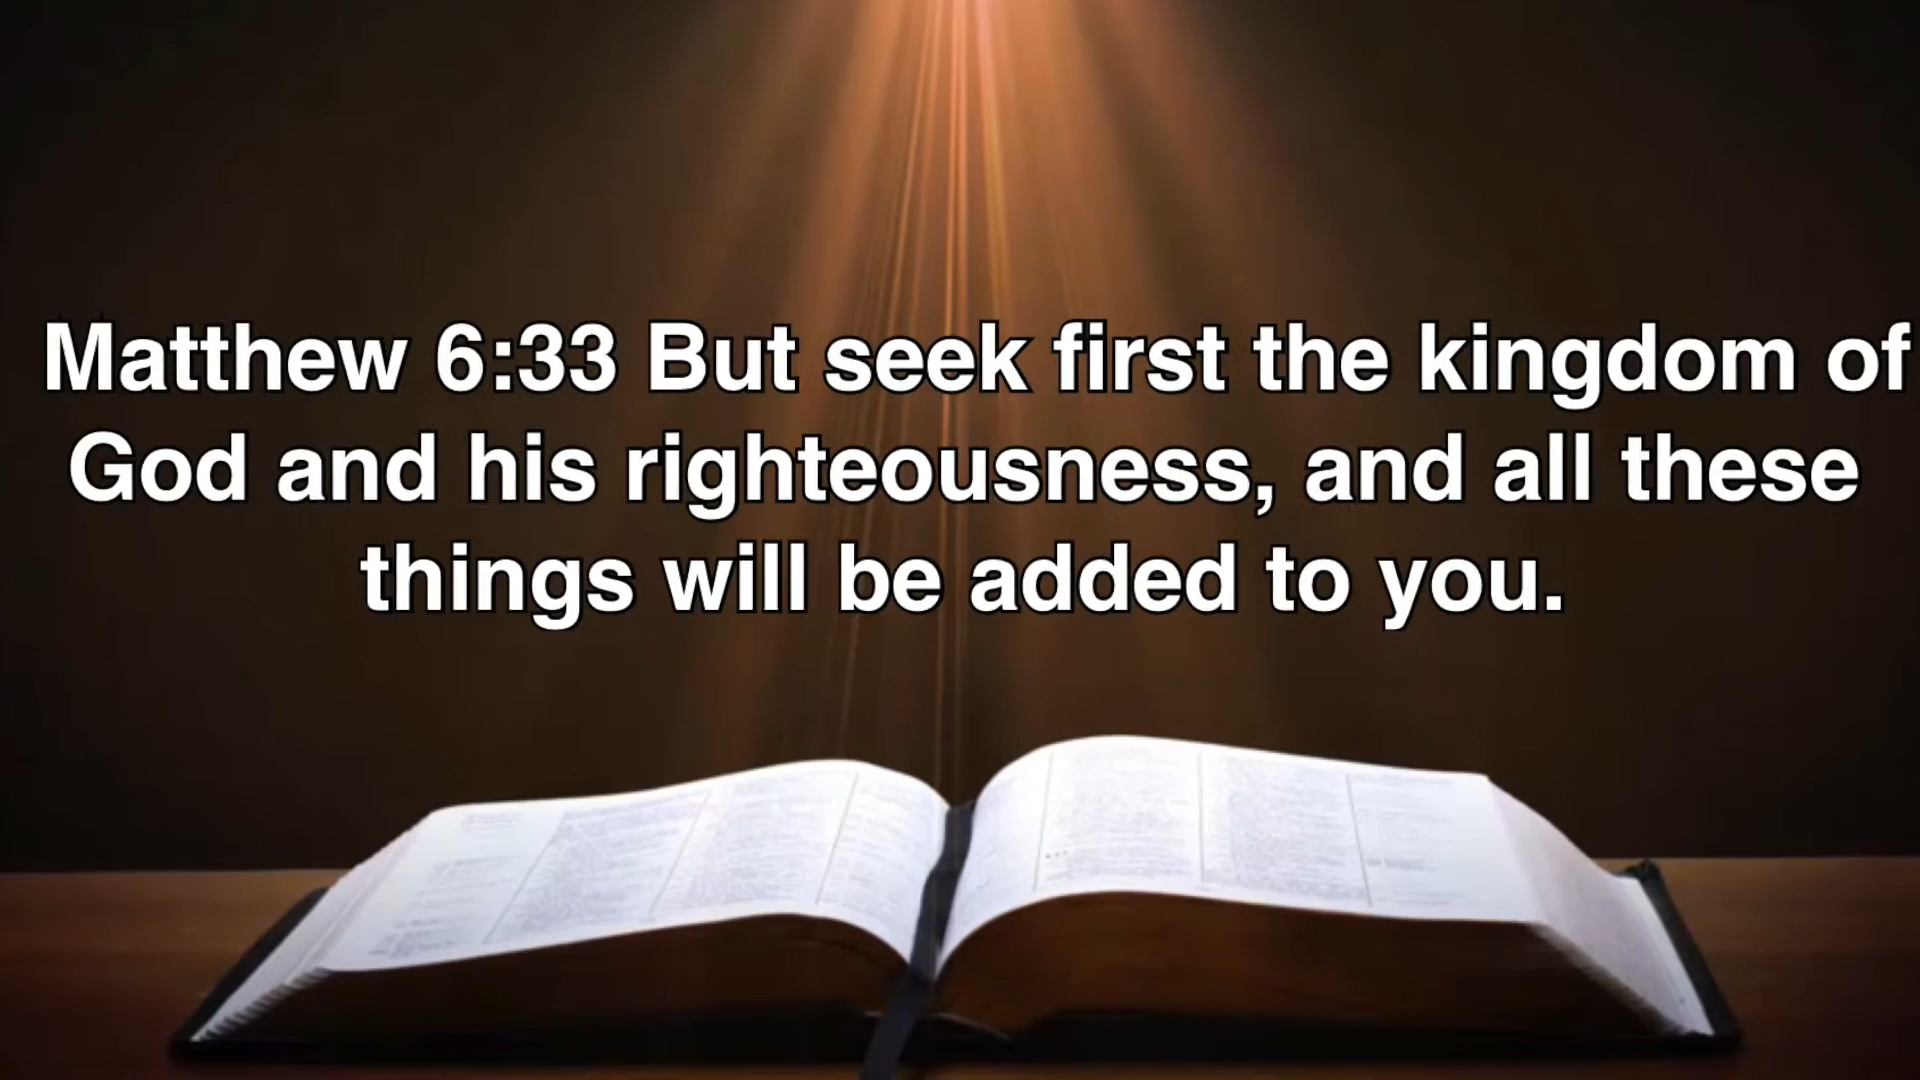 Matthew 6:33 But seek first the kingdom of
God and his righteousness, and all these
things will be added to you.